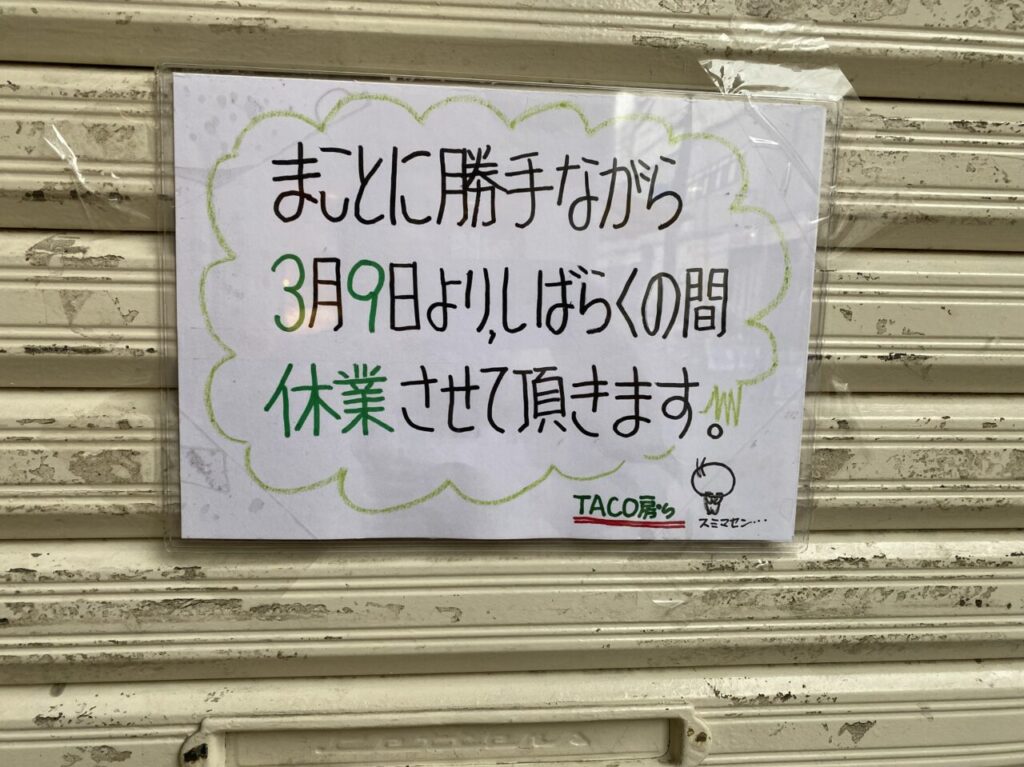 まことに勝手ながら
3月9日より,しばらくの間
休業させて頂きます。
TACO房ら
スミマセン…